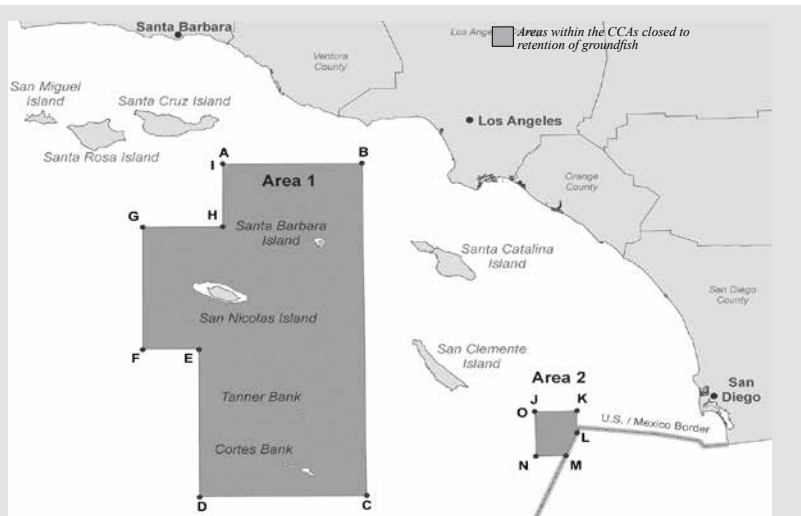 Santa Barbara
Los Ange
Areas within the CCAs closed to
retention of groundfish
Ventura
County
San Miguel
Island
Santa Cruz Island
Santa Rosa Island
Los Angeles
A
B
I
Area 1
Orange
County
G
H
Santa Barbara
Island
Santa Catalina
Island
San Diego
County
San Nicolas Island
F
E
San Clemente
Island
Area 2
San
Diego
Tanner Bank
J
K
O
U.S. / Mexico Border
L
Cortes Bank
N
M
D
C